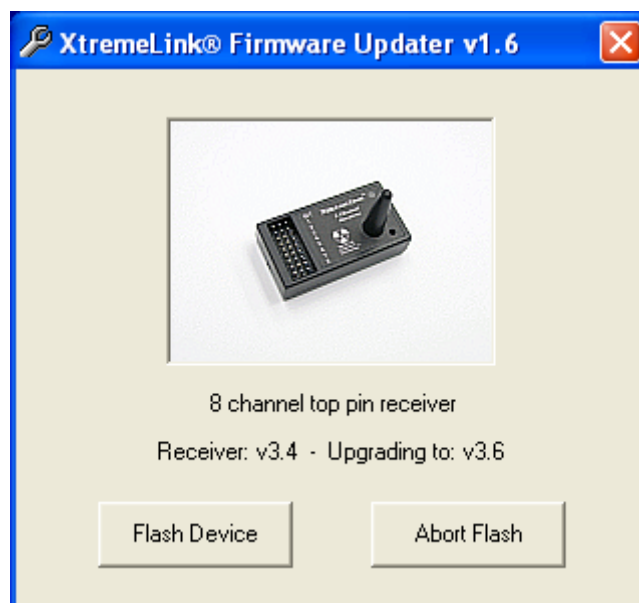 XtremeLink® Firmware Updater v1.6
8 channel top pin receiver
Receiver: v3.4 - Upgrading to: v3.6
Flash Device
Abort Flash